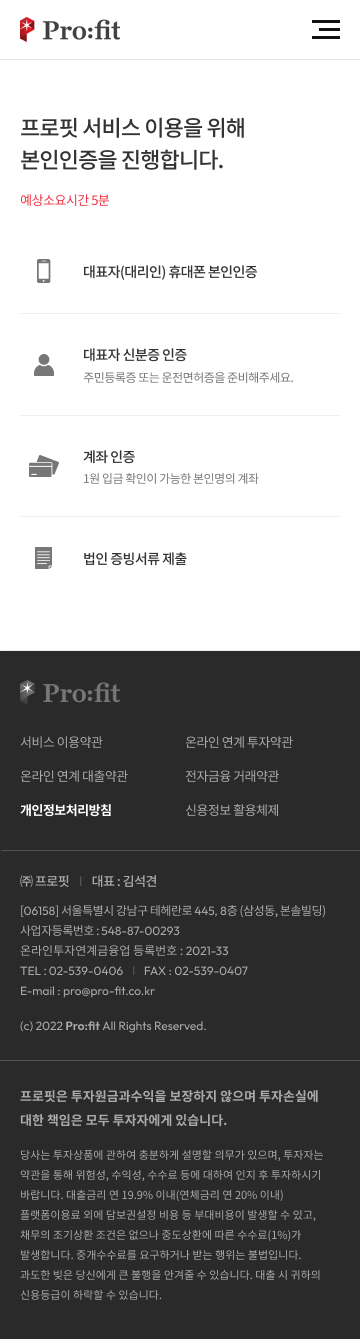 Pro:fit
프로핏 서비스 이용을 위해
본인인증을 진행합니다.
예상소요시간 5분
대표자(대리인) 휴대폰 본인인증
대표자 신분증 인증
주민등록증 또는 운전면허증을 준비해주세요.
계좌 인증
1원 입금 확인이 가능한 본인명의 계좌
법인 증빙서류 제출
Pro:fit
서비스 이용약관 온라인 연계 투자약관
온라인 연계 대출약관 전자금융 거래약관
개인정보처리방침 신용정보 활용체제
㈜ 프로핏 | 대표 : 김석견
[06158] 서울특별시 강남구 테헤란로 445, 8층 (삼성동, 본솔빌딩)
사업자등록번호 : 548-87-00293
온라인투자연계금융업 등록번호 : 2021-33
TEL : 02-539-0406 | FAX : 02-539-0407
E-mail : pro@pro-fit.co.kr
(c) 2022 Pro:fit All Rights Reserved.
프로핏은 투자원금과수익을 보장하지 않으며 투자손실에
대한 책임은 모두 투자자에게 있습니다.
당사는 투자상품에 관하여 충분하게 설명할 의무가 있으며, 투자자는
약관을 통해 위험성, 수익성, 수수료 등에 대하여 인지 후 투자하시기
바랍니다. 대출금리 연 19.9% 이내(연체금리 연 20% 이내)
플랫폼이용료 외에 담보권설정 비용 등 부대비용이 발생할 수 있고,
채무의 조기상환 조건은 없으나 중도상환에 따른 수수료(1%)가
발생합니다. 중개수수료를 요구하거나 받는 행위는 불법입니다.
과도한 빚은 당신에게 큰 불행을 안겨줄 수 있습니다. 대출 시 귀하의
신용등급이 하락할 수 있습니다.